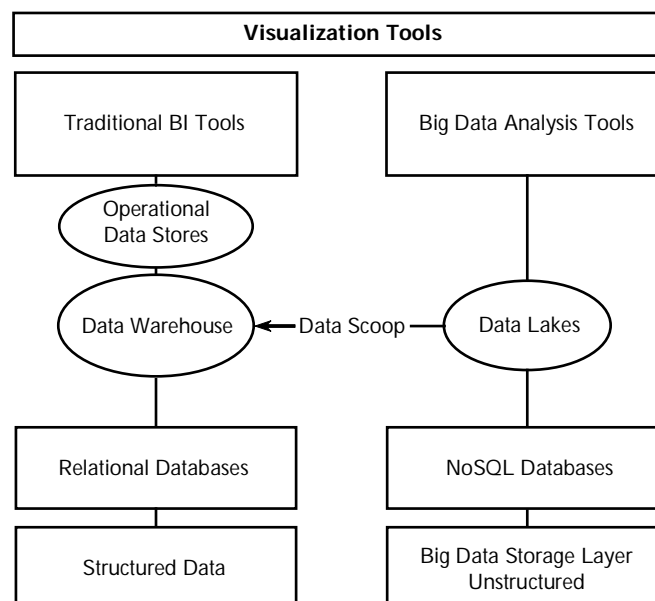 Visualization Tools
Traditional BI Tools
Big Data Analysis Tools
Operational
Data Stores
Data Warehouse
Data Scoop
Data Lakes
Relational Databases
NoSQL Databases
Structured Data
Big Data Storage Layer
Unstructured